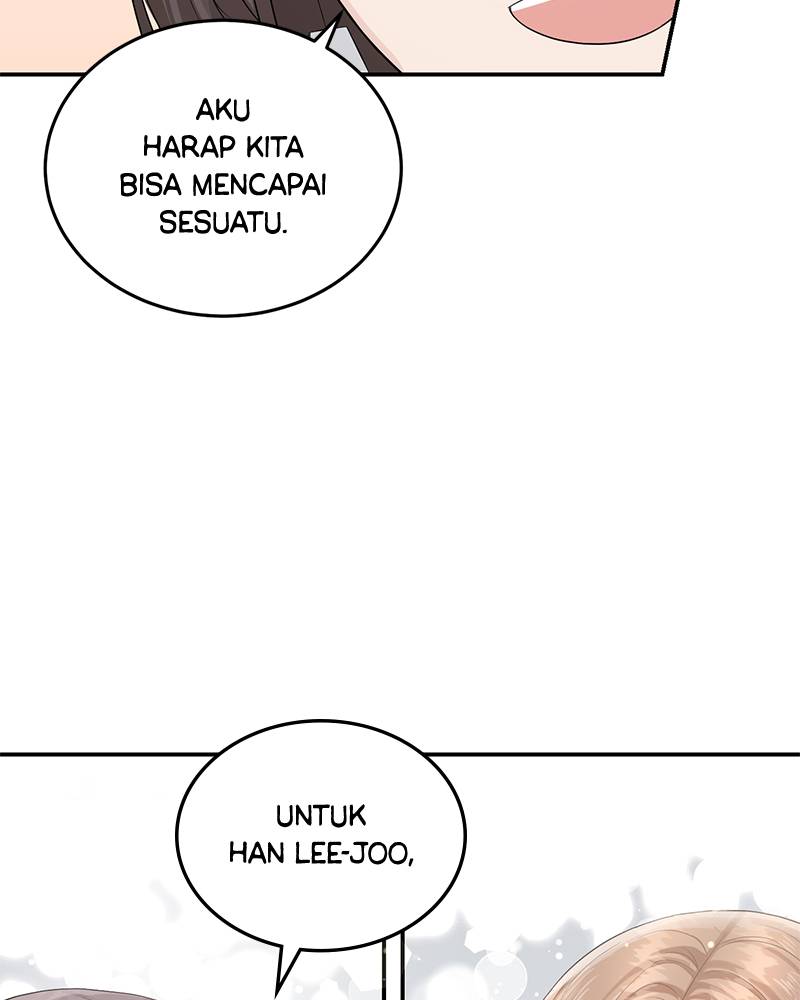 AKU
HARAP KITA
BISA MENCAPAI
SESUATU.
UNTUK
HAN LEE-JOO,